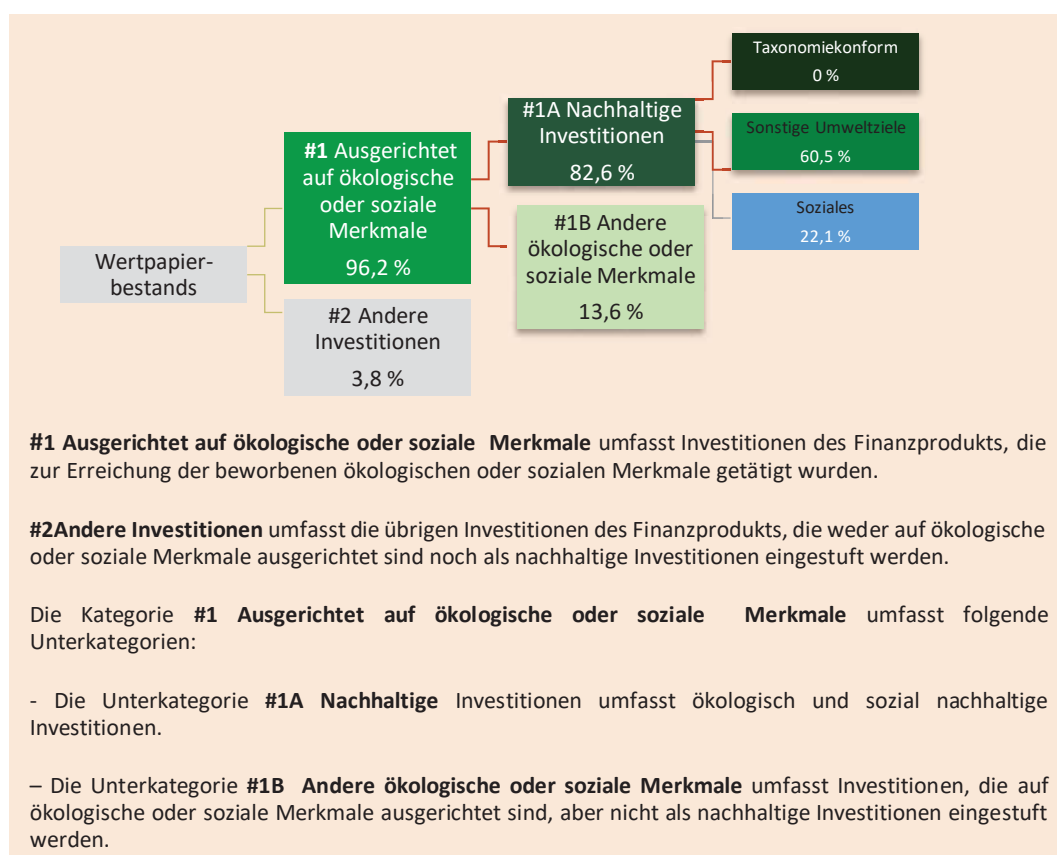 Taxonomiekonform
0 %
#1A Nachhaltige
Investitionen
82,6 %
Sonstige Umweltziele
60,5 %
#1 Ausgerichtet
auf ökologische
oder soziale
Merkmale
96,2 %
Soziales
22,1 %
#1B Andere
ökologische oder
soziale Merkmale
13,6 %
Wertpapier-
bestands
#2 Andere
Investitionen
3,8 %
#1 Ausgerichtet auf ökologische oder soziale Merkmale umfasst Investitionen des Finanzprodukts, die
zur Erreichung der beworbenen ökologischen oder sozialen Merkmale getätigt wurden.
#2Andere Investitionen umfasst die übrigen Investitionen des Finanzprodukts, die weder auf ökologische
oder soziale Merkmale ausgerichtet sind noch als nachhaltige Investitionen eingestuft werden.
Die Kategorie #1 Ausgerichtet auf ökologische oder soziale Merkmale umfasst folgende
Unterkategorien:
- Die Unterkategorie #1A Nachhaltige Investitionen umfasst ökologisch und sozial nachhaltige
Investitionen.
– Die Unterkategorie #1B Andere ökologische oder soziale Merkmale umfasst Investitionen, die auf
ökologische oder soziale Merkmale ausgerichtet sind, aber nicht als nachhaltige Investitionen eingestuft
werden.